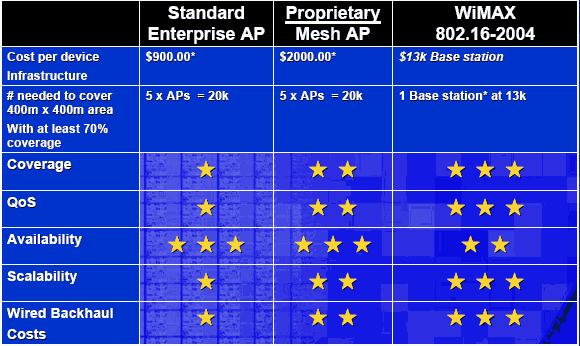 Standard
Enterprise AP
Proprietary
Mesh AP
WiMAX
802.16-2004
Cost per device
Infrastructure
$900.00*
$2000.00*
$13k Base station
# needed to cover
400m x 400m area
With at least 70%
coverage
5 x APs = 20k
5 x APs = 20k
1 Base station* at 13k
Coverage
QoS
Availability
Scalability
Wired Backhaul
Costs